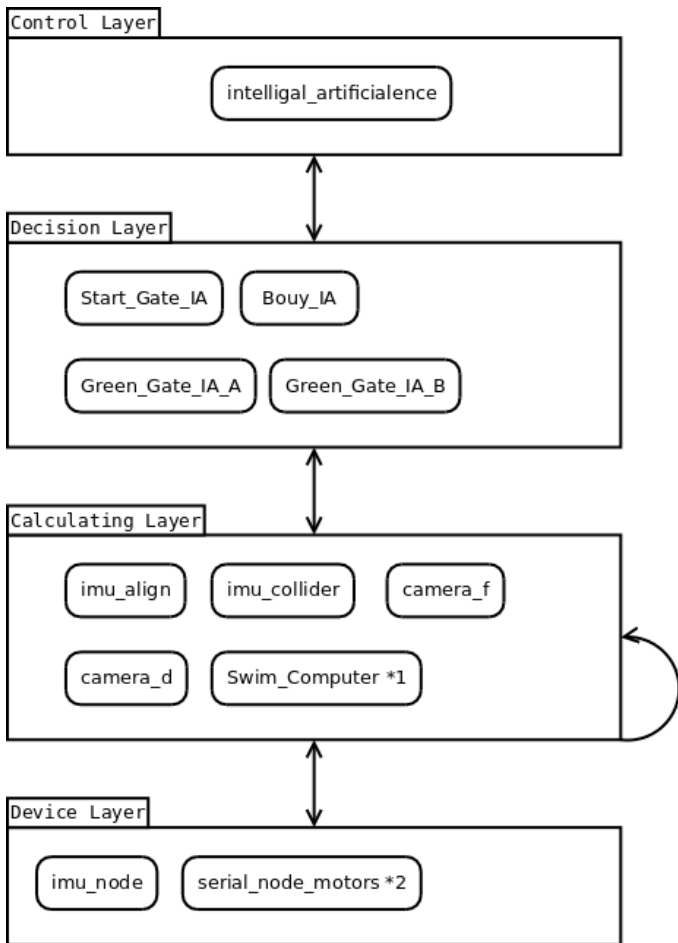 Control Layer
intelligal_artificialence
Decision Layer
Start_Gate_IA Bouy_IA
Green_Gate_IA_A Green_Gate_IA_B
Calculating Layer
imu_align imu_collider camera_f
camera_d Swim_Computer *1
Device Layer
imu_node serial_node_motors *2